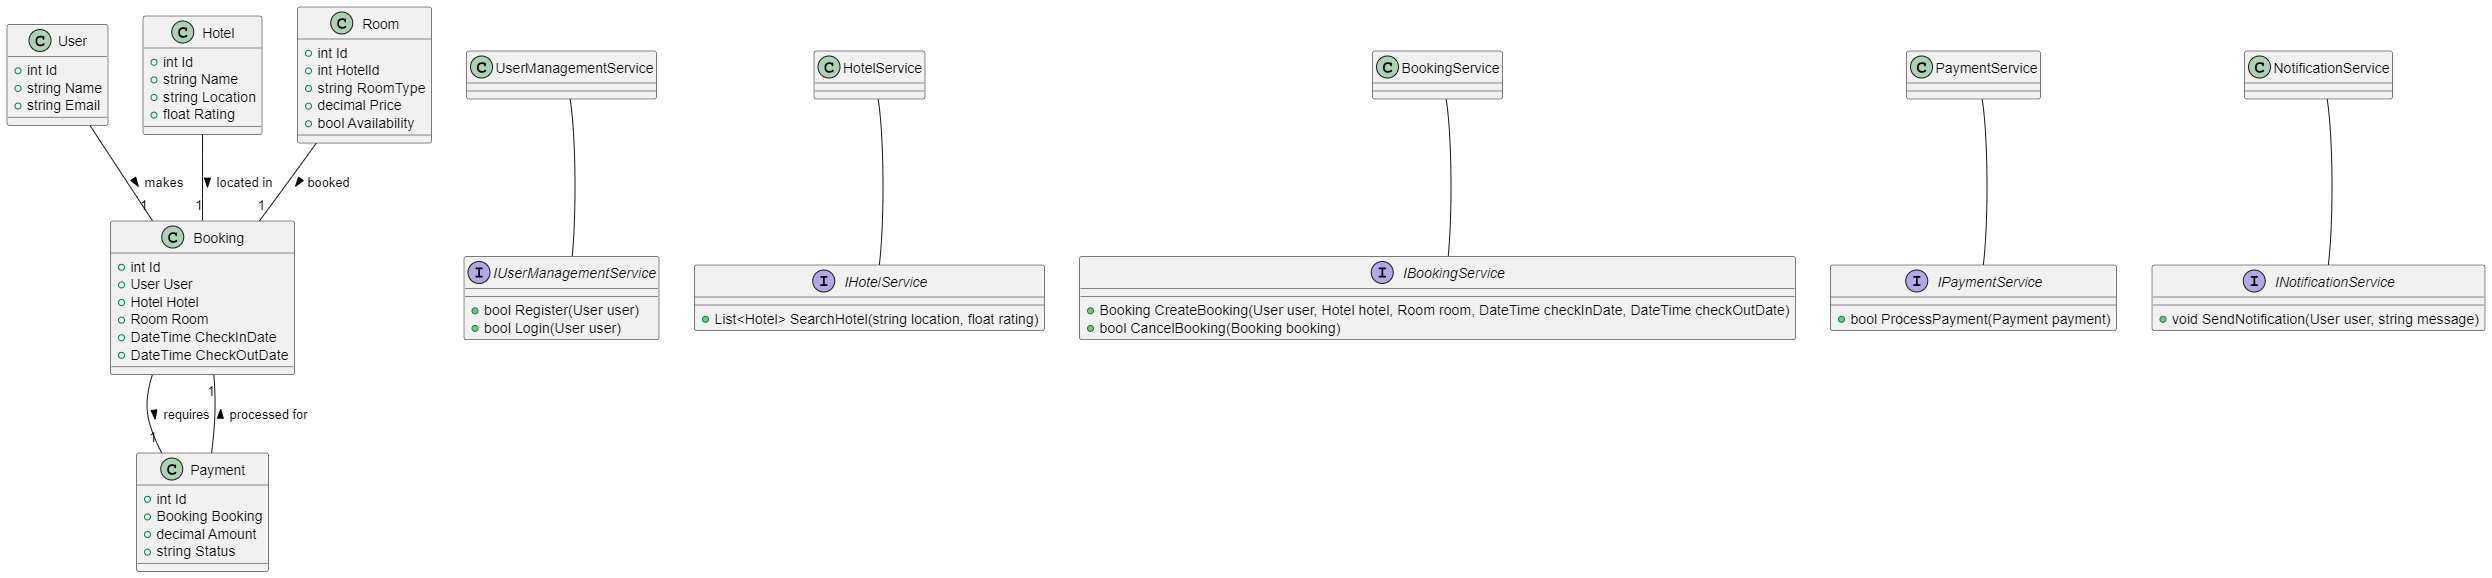 C User
int Id
string Name
string Email
C Hotel
int Id
string Name
string Location
float Rating
C Room
int Id
int HotelId
string RoomType
decimal Price
bool Availability
C UserManagementService
C HotelService
C BookingService
C PaymentService
C NotificationService
makes
1
located in
1
booked
1
C Booking
int Id
User User
Hotel Hotel
Room Room
DateTime CheckInDate
DateTime CheckOutDate
I IUserManagementService
bool Register(User user)
bool Login(User user)
I IHotelService
List<Hotel> SearchHotel(string location, float rating)
I IBookingService
Booking CreateBooking(User user, Hotel hotel, Room room, DateTime checkInDate, DateTime checkOutDate)
bool CancelBooking(Booking booking)
I IPaymentService
bool ProcessPayment(Payment payment)
I INotificationService
void SendNotification(User user, string message)
requires
1
1
processed for
C Payment
int Id
Booking Booking
decimal Amount
string Status